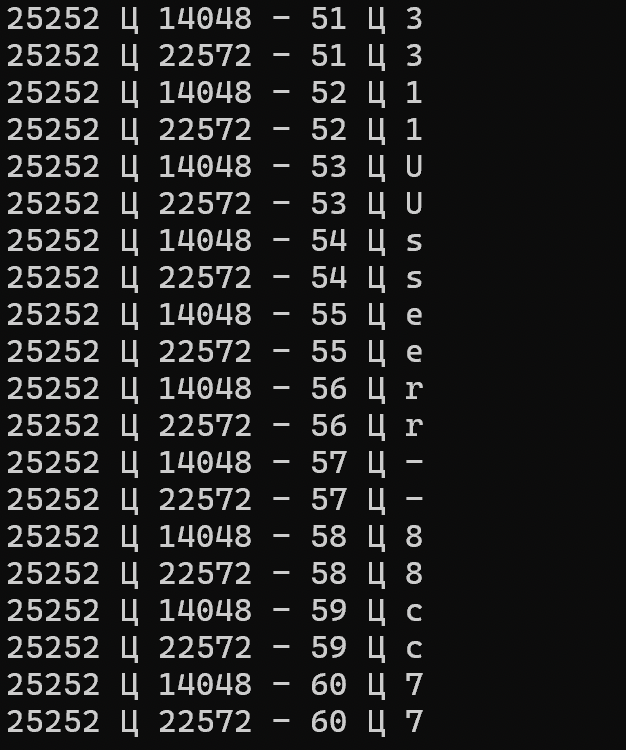 25252 Ц 14048 - 51 Ц 3
25252 Ц 22572 - 51 Ц 3
25252 Ц 14048 - 52 Ц 1
25252 Ц 22572 - 52 Ц 1
25252 Ц 14048 - 53 Ц U
25252 Ц 22572 - 53 Ц U
25252 Ц 14048 - 54 Ц s
25252 Ц 22572 - 54 Ц s
25252 Ц 14048 - 55 Ц e
25252 Ц 22572 - 55 Ц e
25252 Ц 14048 - 56 Ц r
25252 Ц 22572 - 56 Ц r
25252 Ц 14048 - 57 Ц -
25252 Ц 22572 - 57 Ц -
25252 Ц 14048 - 58 Ц 8
25252 Ц 22572 - 58 Ц 8
25252 Ц 14048 - 59 Ц c
25252 Ц 22572 - 59 Ц c
25252 Ц 14048 - 60 Ц 7
25252 Ц 22572 - 60 Ц 7